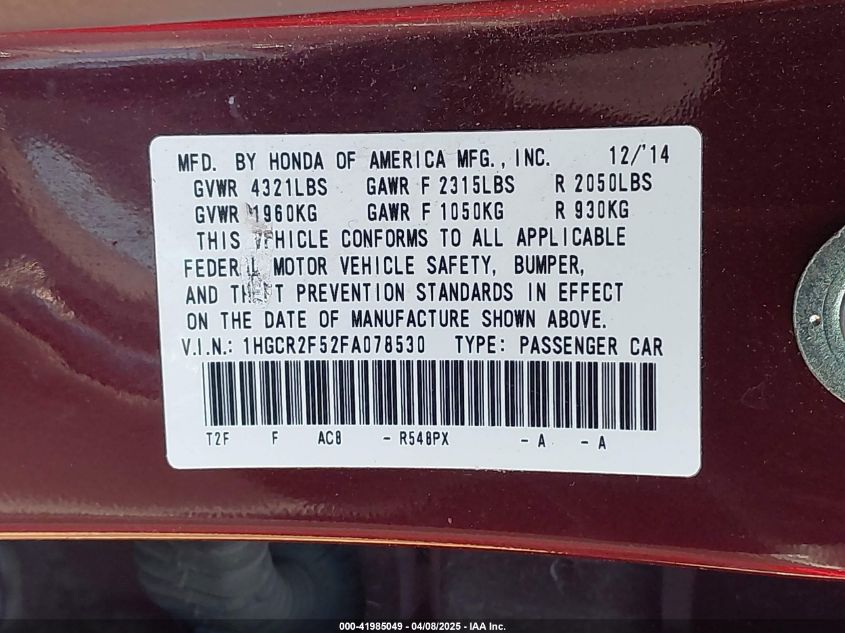 MFD. BY HONDA OF AMERICA MFG., INC. 12/'14
GVWR 4321LBS GAWR F 2315LBS R 2050LBS
GVWR 1960KG GAWR F 1050KG R 930KG
THIS VEHICLE CONFORMS TO ALL APPLICABLE
FEDERAL MOTOR VEHICLE SAFETY, BUMPER,
AND THEFT PREVENTION STANDARDS IN EFFECT
ON THE DATE OF MANUFACTURE SHOWN ABOVE.
V.I.N.: 1HGCR2F52FA078530 TYPE: PASSENGER CAR
T2F F AC8 - R548PX - A - A
000-41985049 | 04/08/2025 - IAA Inc.